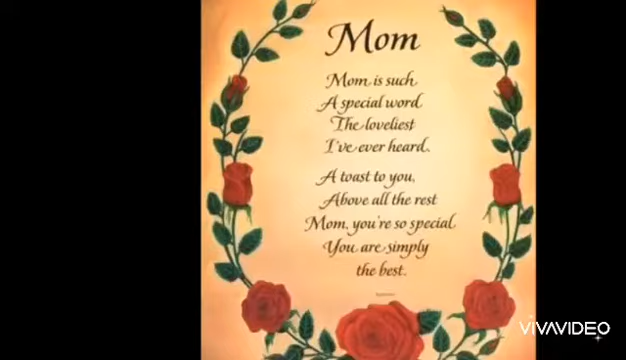 Mom
Mom is such
A special word
The loveliest
I've ever heard.
A toast to you,
Above all the rest
Mom, you're so special
You are simply
the best.
VIVAVIDEO